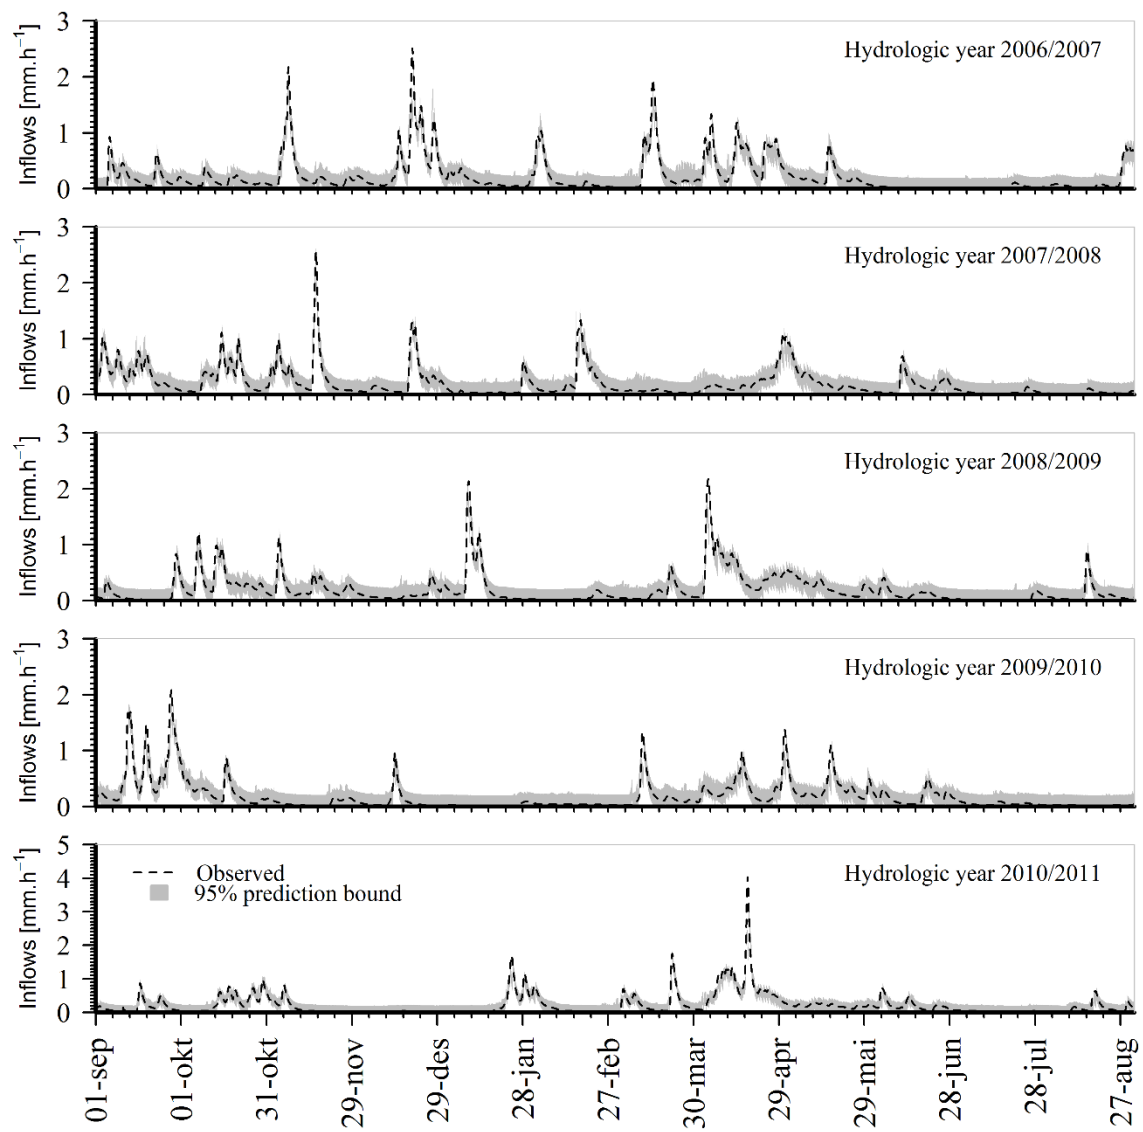 Inflows [mm.h⁻¹]
3
2
1
0
Hydrologic year 2006/2007
Inflows [mm.h⁻¹]
3
2
1
0
Hydrologic year 2007/2008
Inflows [mm.h⁻¹]
3
2
1
0
Hydrologic year 2008/2009
Inflows [mm.h⁻¹]
3
2
1
0
Hydrologic year 2009/2010
Inflows [mm.h⁻¹]
5
4
3
2
1
0
Observed
95% prediction bound
Hydrologic year 2010/2011
01-sep
01-okt
31-okt
29-nov
29-des
28-jan
27-feb
30-mar
29-apr
29-mai
28-jun
28-jul
27-aug